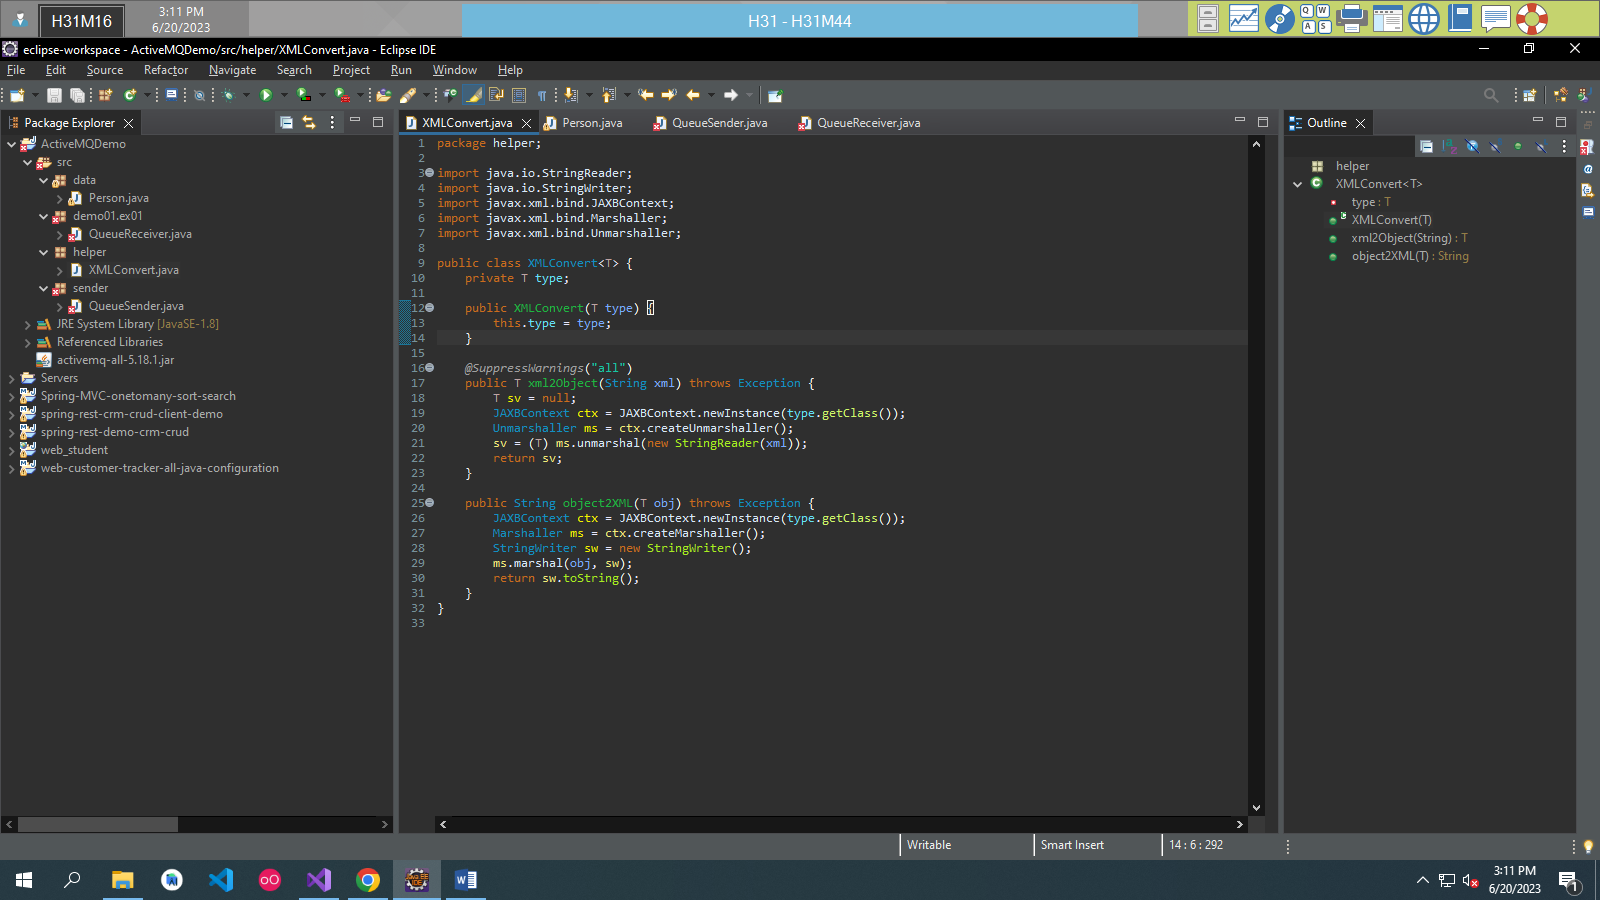 H31M16
3:11 PM
6/20/2023
H31 - H31M44
Q W
A S
eclipse-workspace - ActiveMQDemo/src/helper/XMLConvert.java - Eclipse IDE
File Edit Source Refactor Navigate Search Project Run Window Help
Package Explorer
ActiveMQDemo
src
data
Person.java
demo01.ex01
QueueReceiver.java
helper
XMLConvert.java
sender
QueueSender.java
JRE System Library [JavaSE-1.8]
Referenced Libraries
activemq-all-5.18.1.jar
Servers
Spring-MVC-onetomany-sort-search
spring-rest-crm-crud-client-demo
spring-rest-demo-crm-crud
web_student
web-customer-tracker-all-java-configuration
XMLConvert.java Person.java QueueSender.java QueueReceiver.java
1 package helper;
2
3 import java.io.StringReader;
4 import java.io.StringWriter;
5 import javax.xml.bind.JAXBContext;
6 import javax.xml.bind.Marshaller;
7 import javax.xml.bind.Unmarshaller;
8
9 public class XMLConvert<T> {
10 private T type;
11
12 public XMLConvert(T type) {
13 this.type = type;
14 }
15
16 @SuppressWarnings("all")
17 public T xml2Object(String xml) throws Exception {
18 T sv = null;
19 JAXBContext ctx = JAXBContext.newInstance(type.getClass());
20 Unmarshaller ms = ctx.createUnmarshaller();
21 sv = (T) ms.unmarshal(new StringReader(xml));
22 return sv;
23 }
24
25 public String object2XML(T obj) throws Exception {
26 JAXBContext ctx = JAXBContext.newInstance(type.getClass());
27 Marshaller ms = ctx.createMarshaller();
28 StringWriter sw = new StringWriter();
29 ms.marshal(obj, sw);
30 return sw.toString();
31 }
32 }
33
Outline
helper
XMLConvert<T>
type : T
XMLConvert(T)
xml2Object(String) : T
object2XML(T) : String
Writable
Smart Insert
14 : 6 : 292
3:11 PM
6/20/2023
1